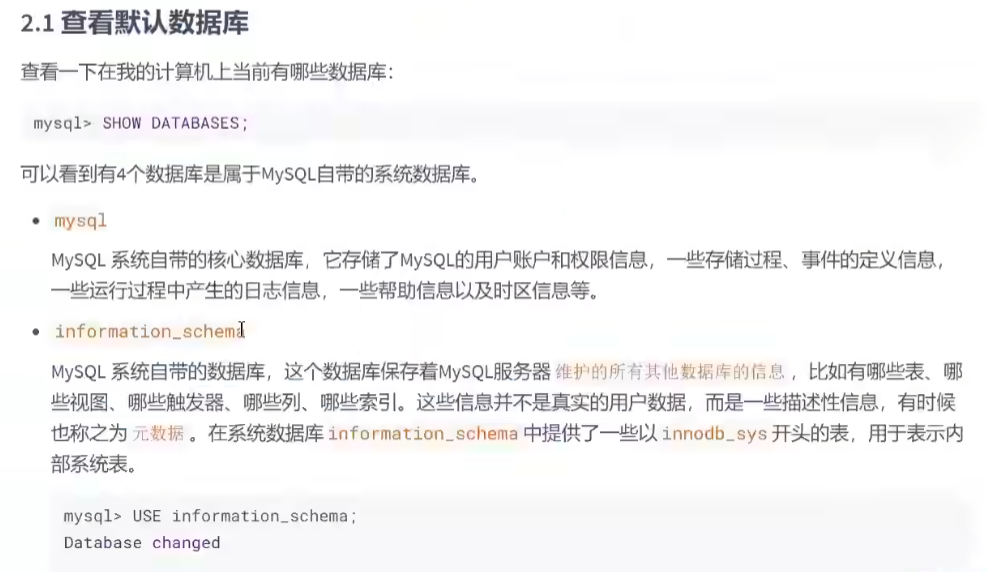 2.1 查看默认数据库
查看一下在我的计算机上当前有哪些数据库：
mysql> SHOW DATABASES;
可以看到有4个数据库是属于MySQL自带的系统数据库。
• mysql
MySQL 系统自带的核心数据库，它存储了MySQL的用户账户和权限信息，一些存储过程、事件的定义信息，
一些运行过程中产生的日志信息，一些帮助信息以及时区信息等。
• information_schema
MySQL 系统自带的数据库，这个数据库保存着MySQL服务器 维护的所有其他数据库的信息 ，比如有哪些表、哪
些视图、哪些触发器、哪些列、哪些索引。这些信息并不是真实的用户数据，而是一些描述性信息，有时候
也称之为 元数据 。在系统数据库 information_schema 中提供了一些以 innodb_sys 开头的表，用于表示内
部系统表。
mysql> USE information_schema;
Database changed